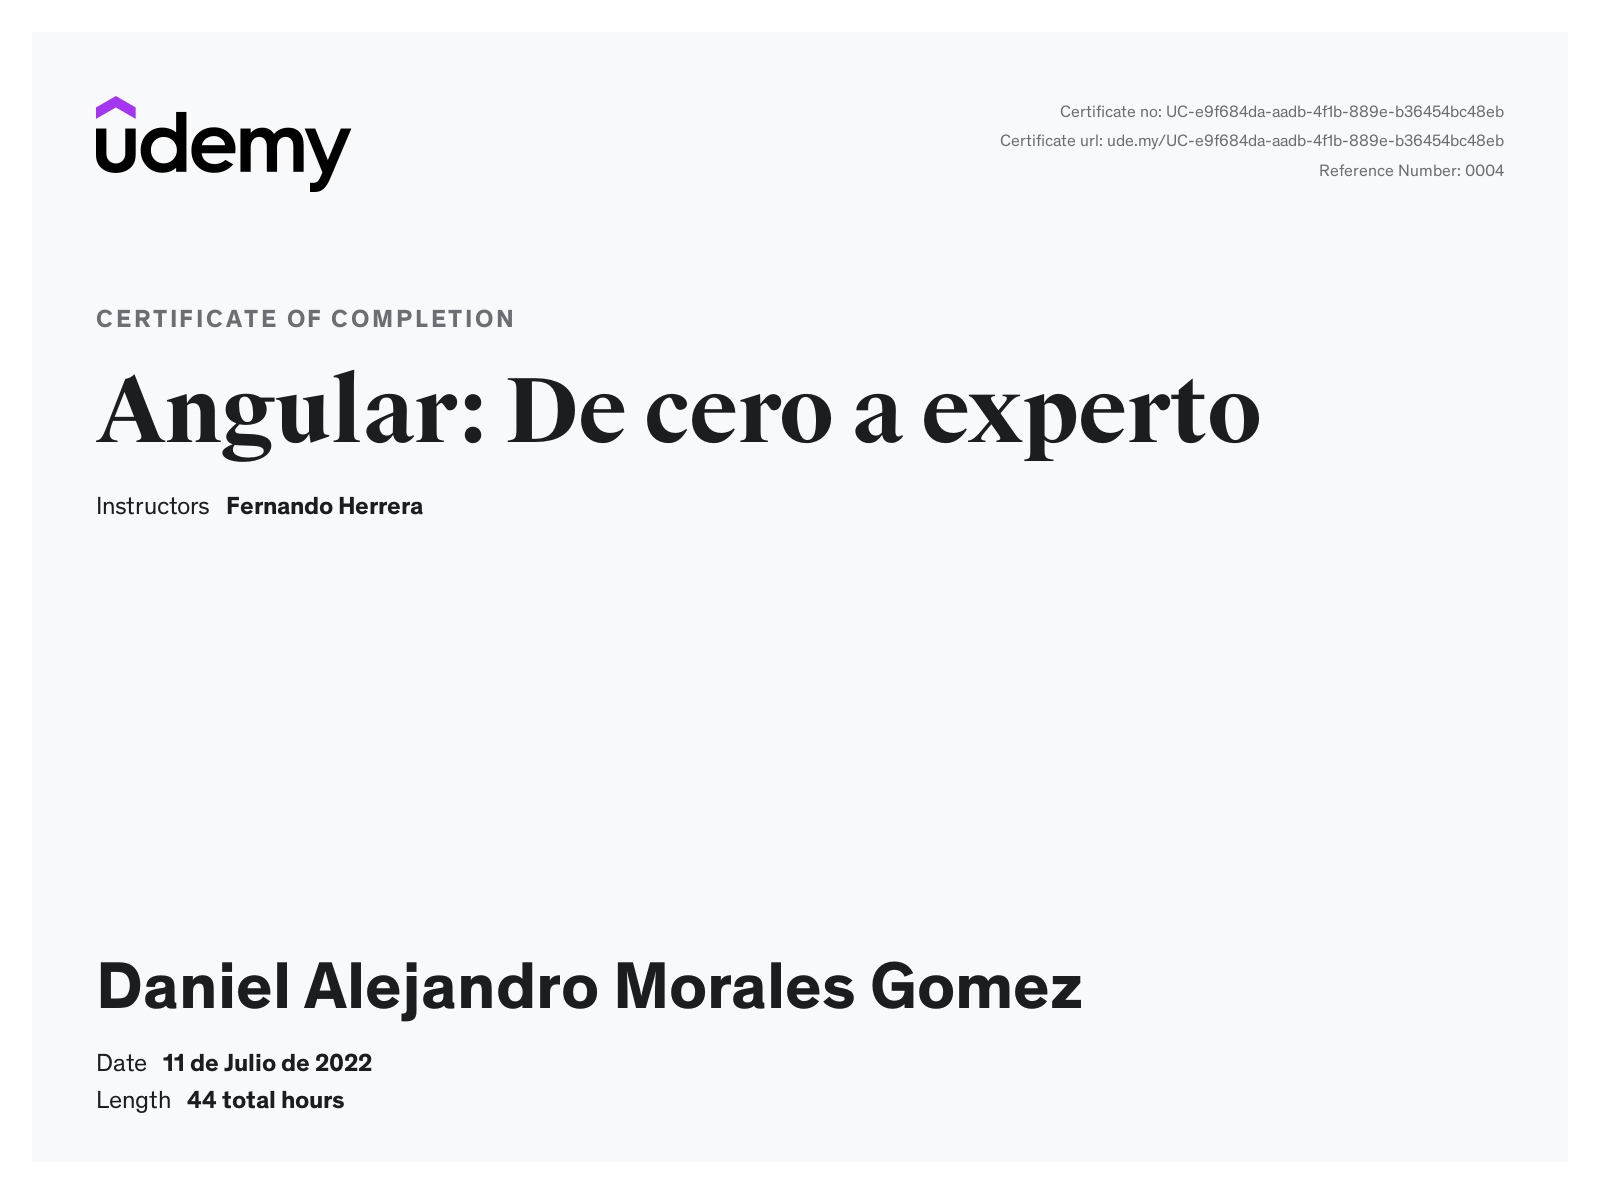 udemy
Certificate no: UC-e9f684da-aadb-4f1b-889e-b36454bc48eb
Certificate url: ude.my/UC-e9f684da-aadb-4f1b-889e-b36454bc48eb
Reference Number: 0004
CERTIFICATE OF COMPLETION
Angular: De cero a experto
Instructors Fernando Herrera
Daniel Alejandro Morales Gomez
Date 11 de Julio de 2022
Length 44 total hours